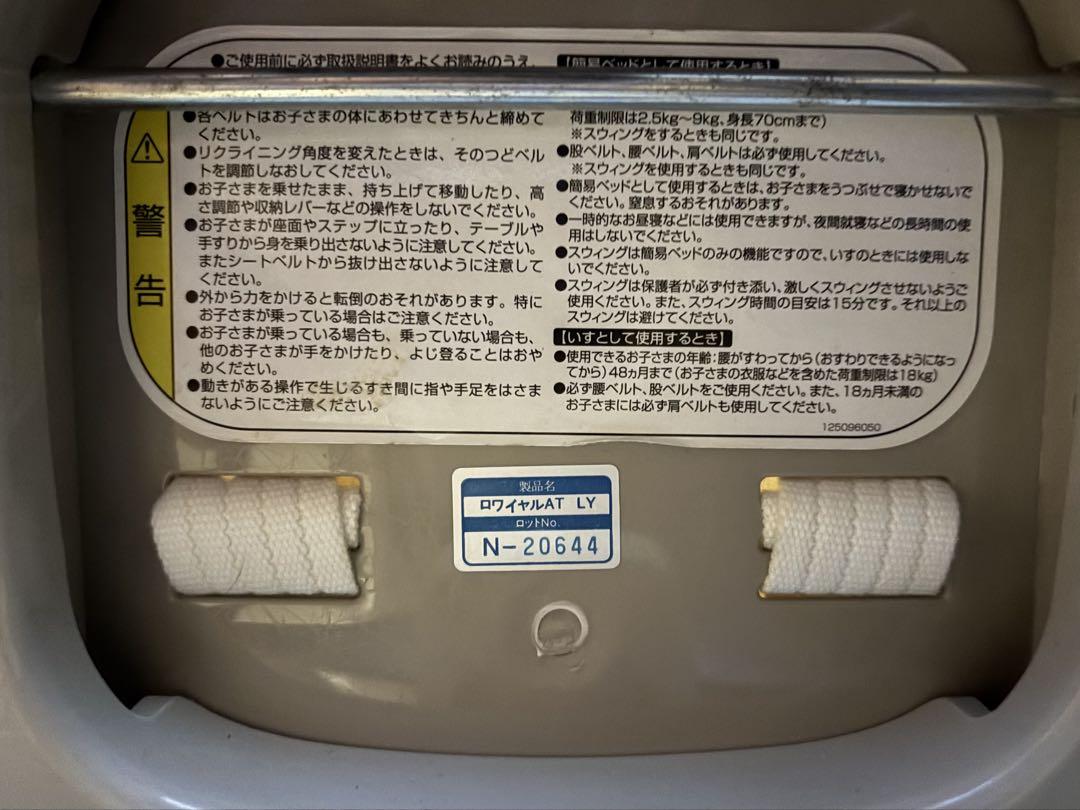 警告
●ご使用前に必ず取扱説明書をよくお読みのうえ、
●各ベルトはお子さまの体にあわせてきちんと締めて
ください。
●リクライニング角度を変えたときは、そのつどベル
トを調節しなおしてください。
●お子さまを乗せたまま、持ち上げて移動したり、高
さ調節や収納レバーなどの操作をしないでください。
●お子さまが座面やステップに立ったり、テーブルや
手すりから身を乗り出さないように注意してください。
またシートベルトから抜け出さないように注意して
ください。
●外から力をかけると転倒のおそれがあります。特に
お子さまが乗っている場合はご注意ください。
●お子さまが乗っている場合も、乗っていない場合も、
他のお子さまが手をかけたり、よじ登ることはおや
めください。
●動きがある操作で生じるすき間に指や手足をはさま
ないようにご注意ください。
【簡易ベッドとして使用するとき】
荷重制限は2.5kg～9kg、身長70cmまで)
※スウィングをするときも同じです。
●股ベルト、腰ベルト、肩ベルトは必ず使用してください。
※スウィングを使用するときも同じです。
●簡易ベッドとして使用するときは、お子さまをうつぶせで寝かせないで
ください。窒息するおそれがあります。
●一時的なお昼寝などには使用できますが、夜間就寝などの長時間の使
用はしないでください。
●スウィングは簡易ベッドのみの機能ですので、いすのときには使用しな
いでください。
●スウィングは保護者が必ず付き添い、激しくスウィングさせないようご
使用ください。また、スウィング時間の目安は15分です。それ以上の
スウィングは避けてください。
【いすとして使用するとき】
●使用できるお子さまの年齢:腰がすわってから(おすわりできるようになっ
てから)48ヵ月まで(お子さまの衣服などを含めた荷重制限は18kg)
●必ず腰ベルト、股ベルトをご使用ください。また、18ヵ月未満の
お子さまには必ず肩ベルトも使用してください。
125096050
製品名
ロワイヤルAT LY
ロットNo.
N-20644